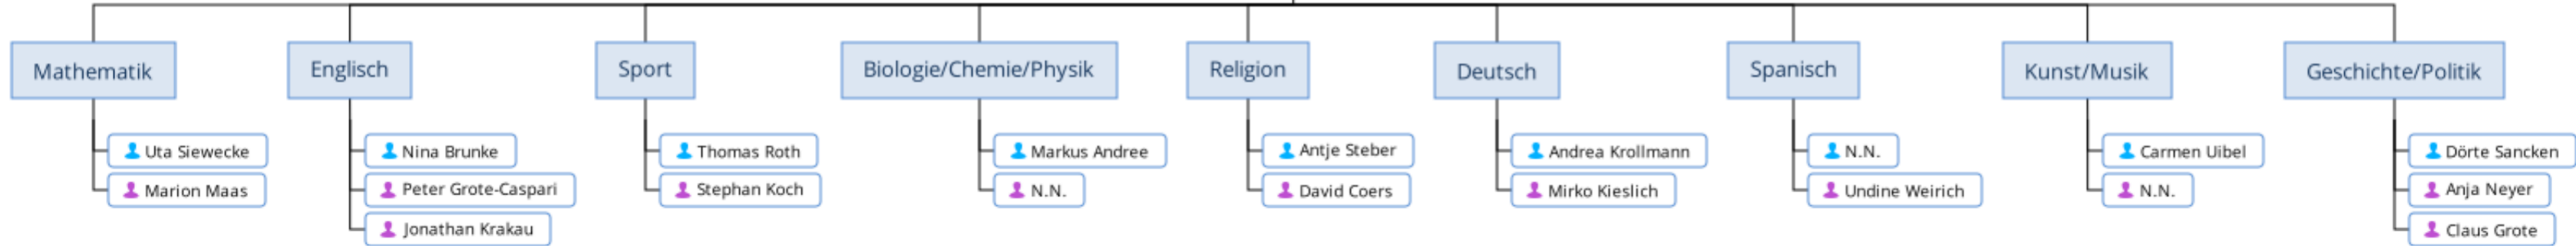 Mathematik
Uta Siewecke
Marion Maas
Englisch
Nina Brunke
Peter Grote-Caspari
Jonathan Krakau
Sport
Thomas Roth
Stephan Koch
Biologie/Chemie/Physik
Markus Andree
N.N.
Religion
Antje Steber
David Coers
Deutsch
Andrea Krollmann
Mirko Kieslich
Spanisch
N.N.
Undine Weirich
Kunst/Musik
Carmen Uibel
N.N.
Geschichte/Politik
Dörte Sancken
Anja Neyer
Claus Grote